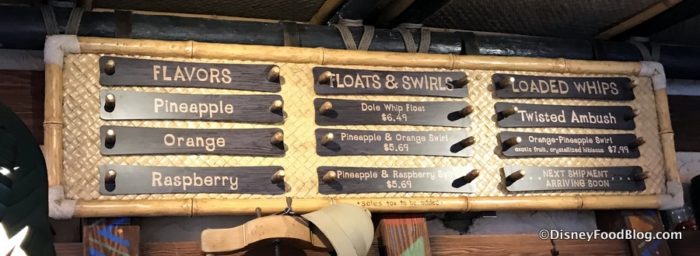 FLAVORS
Pineapple
Orange
Raspberry
FLOATS & SWIRLS
Dole Whip Float
$6.49
Pineapple & Orange Swirl
$5.69
Pineapple & Raspberry Swirl
$5.69
LOADED WHIPS
Twisted Ambush
Orange-Pineapple Swirl
exotic fruit, crystallized hibiscus $7.99
. . .NEXT SHIPMENT
ARRIVING SOON. . .
*sales tax to be added
©DisneyFoodBlog.com